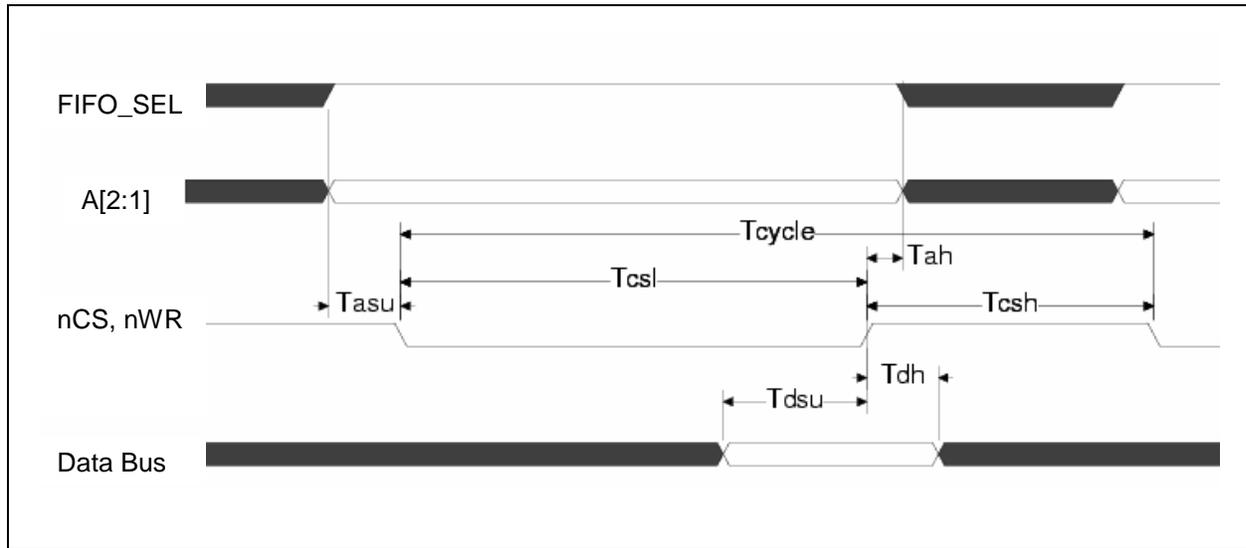 FIFO_SEL
A[2:1]
Tcycle
Tah
Tcsl
Tasu
Tcsh
nCS, nWR
Tdh
Tdsu
Data Bus